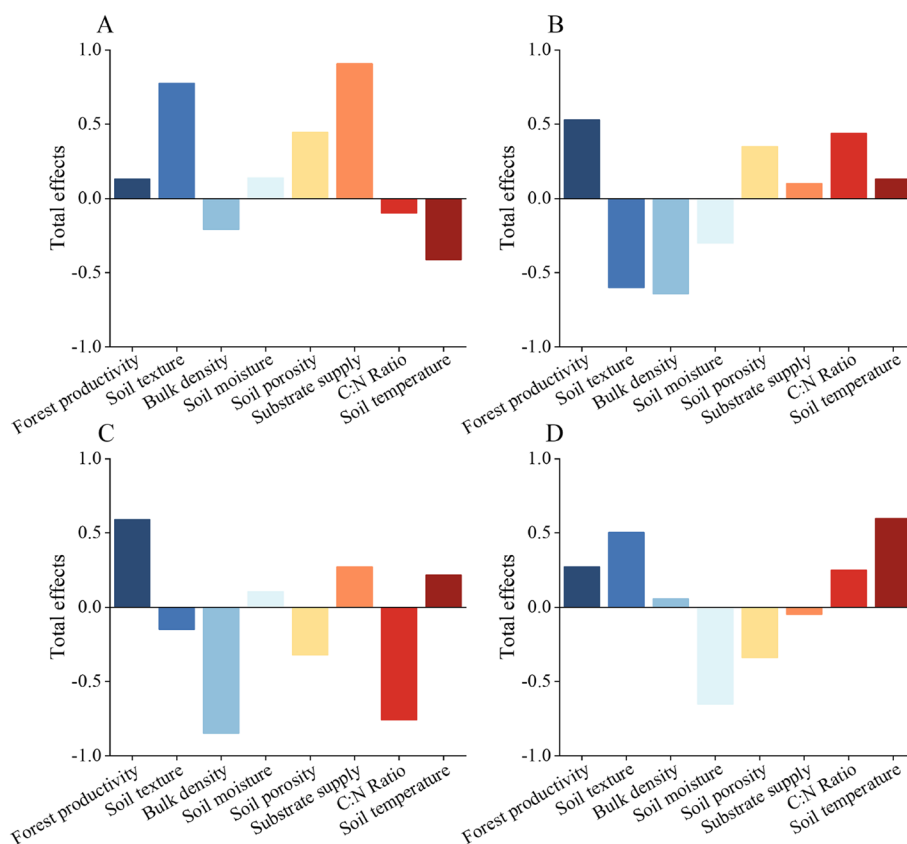 A
1.0
0.5
0.0
-0.5
-1.0
Total effects
Forest productivity
Soil texture
Bulk density
Soil moisture
Soil porosity
Substrate supply
C:N Ratio
Soil temperature
B
1.0
0.5
0.0
-0.5
-1.0
Total effects
Forest productivity
Soil texture
Bulk density
Soil moisture
Soil porosity
Substrate supply
C:N Ratio
Soil temperature
C
1.0
0.5
0.0
-0.5
-1.0
Total effects
Forest productivity
Soil texture
Bulk density
Soil moisture
Soil porosity
Substrate supply
C:N Ratio
Soil temperature
D
1.0
0.5
0.0
-0.5
-1.0
Total effects
Forest productivity
Soil texture
Bulk density
Soil moisture
Soil porosity
Substrate supply
C:N Ratio
Soil temperature